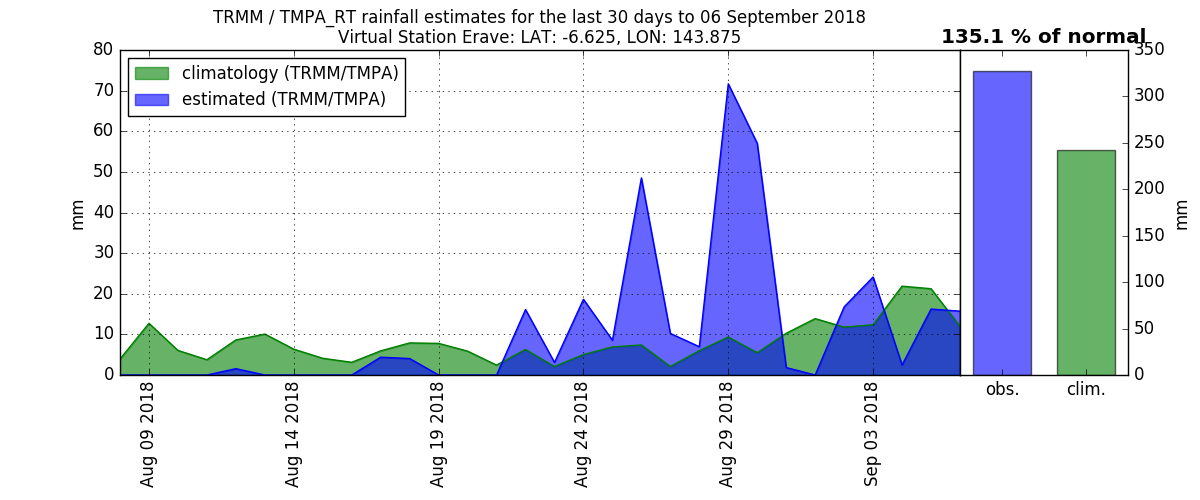 TRMM / TMPA_RT rainfall estimates for the last 30 days to 06 September 2018
Virtual Station Erave: LAT: -6.625, LON: 143.875
135.1 % of normal
climatology (TRMM/TMPA)
estimated (TRMM/TMPA)
mm
80
70
60
50
40
30
20
10
0
Aug 09 2018
Aug 14 2018
Aug 19 2018
Aug 24 2018
Aug 29 2018
Sep 03 2018
obs.
clim.
350
300
250
200
150
100
50
0
mm